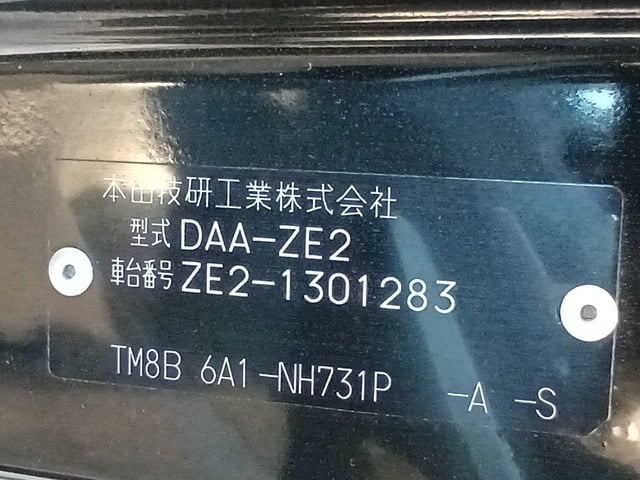 本田技研工業株式会社
型式 DAA-ZE2
車台番号 ZE2-1301283
TM8B 6A1-NH731P -A -S